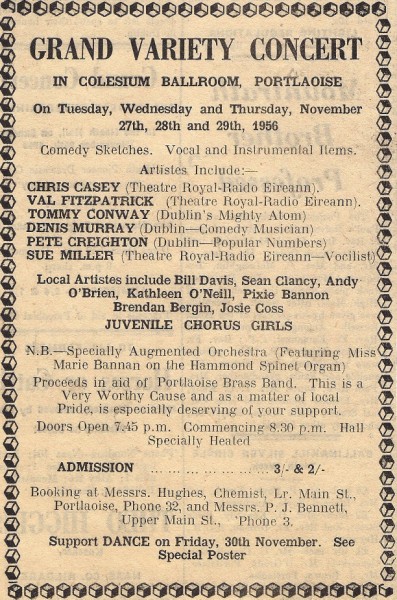 GRAND VARIETY CONCERT
IN COLESIUM BALLROOM, PORTLAOISE
On Tuesday, Wednesday and Thursday, November
27th, 28th and 29th, 1956
Comedy Sketches. Vocal and Instrumental Items.
Artistes Include:—
CHRIS CASEY (Theatre Royal-Raido Eireann).
VAL FITZPATRICK (Theatre Royal-Radio Eireann).
TOMMY CONWAY (Dublin's Mighty Atom)
DENIS MURRAY (Dublin—Comedy Musician)
PETE CREIGHTON (Dublin—Popular Numbers)
SUE MILLER (Theatre Royal-Radio Eireann—Vocilist)
Local Artistes include Bill Davis, Sean Clancy, Andy
O'Brien, Kathleen O'Neill, Pixie Bannon
Brendan Bergin, Josie Coss
JUVENILE CHORUS GIRLS
N.B.—Specially Augmented Orchestra (Featuring Miss
Marie Bannan on the Hammond Spinet Organ)
Proceeds in aid of Portlaoise Brass Band. This is a
Very Worthy Cause and as a matter of local
Pride, is especially deserving of your support.
Doors Open 7.45 p.m. Commencing 8.30 p.m. Hall
Specially Heated
ADMISSION ... ... ... ... ... 3/- & 2/-
Booking at Messrs. Hughes, Chemist, Lr. Main St.,
Portlaoise, Phone 32, and Messrs. P. J. Bennett,
Upper Main St., 'Phone 3.
Support DANCE on Friday, 30th November. See
Special Poster